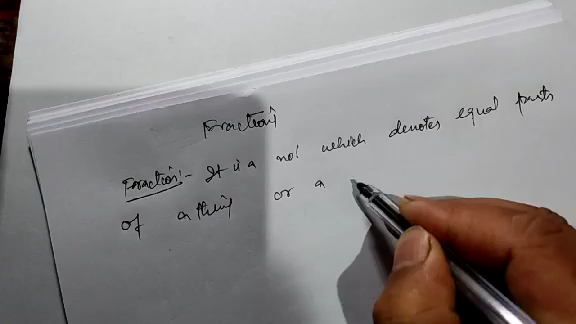 Fraction
Fraction:- It is a no. which denotes equal parts
of a thing or a